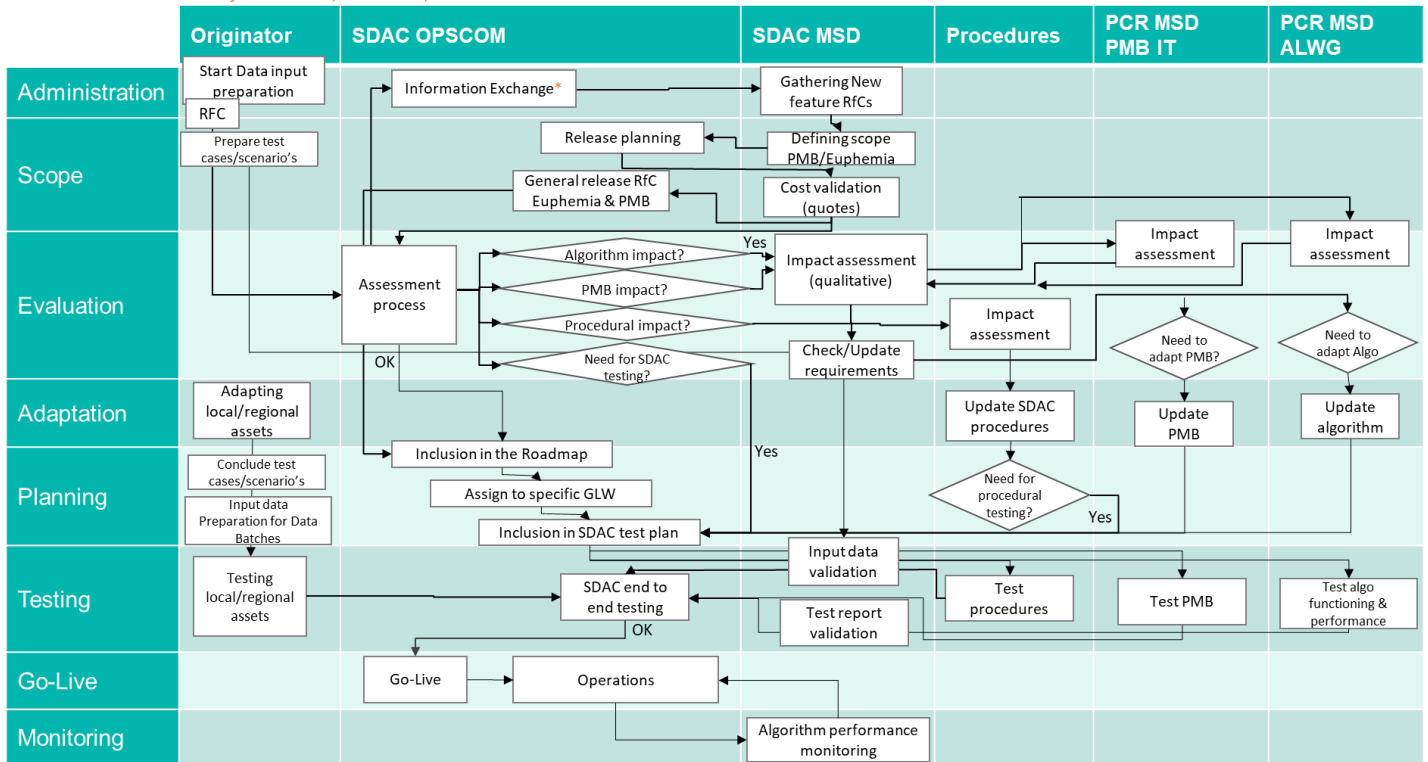 Originator
SDAC OPSCOM
SDAC MSD
Procedures
PCR MSD
PMB IT
PCR MSD
ALWG
Administration
Start Data input
preparation
RFC
Information Exchange*
Gathering New
feature RfCs
Scope
Prepare test
cases/scenario's
Release planning
Defining scope
PMB/Euphemia
General release RfC
Euphemia & PMB
Cost validation
(quotes)
Evaluation
Assessment
process
OK
Algorithm impact?
Yes
PMB impact?
Procedural impact?
Need for SDAC
testing?
Impact assessment
(qualitative)
Check/Update
requirements
Impact
assessment
Impact
assessment
Need to
adapt PMB?
Impact
assessment
Need to
adapt Algo
Adaptation
Adapting
local/regional
assets
Update SDAC
procedures
Update
PMB
Update
algorithm
Planning
Conclude test
cases/scenario's
Input data
Preparation for Data
Batches
Inclusion in the Roadmap
Yes
Assign to specific GLW
Inclusion in SDAC test plan
Need for
procedural
testing?
Yes
Testing
Testing
local/regional
assets
SDAC end to
end testing
OK
Input data
validation
Test report
validation
Test
procedures
Test PMB
Test algo
functioning &
performance
Go-Live
Go-Live
Operations
Monitoring
Algorithm performance
monitoring